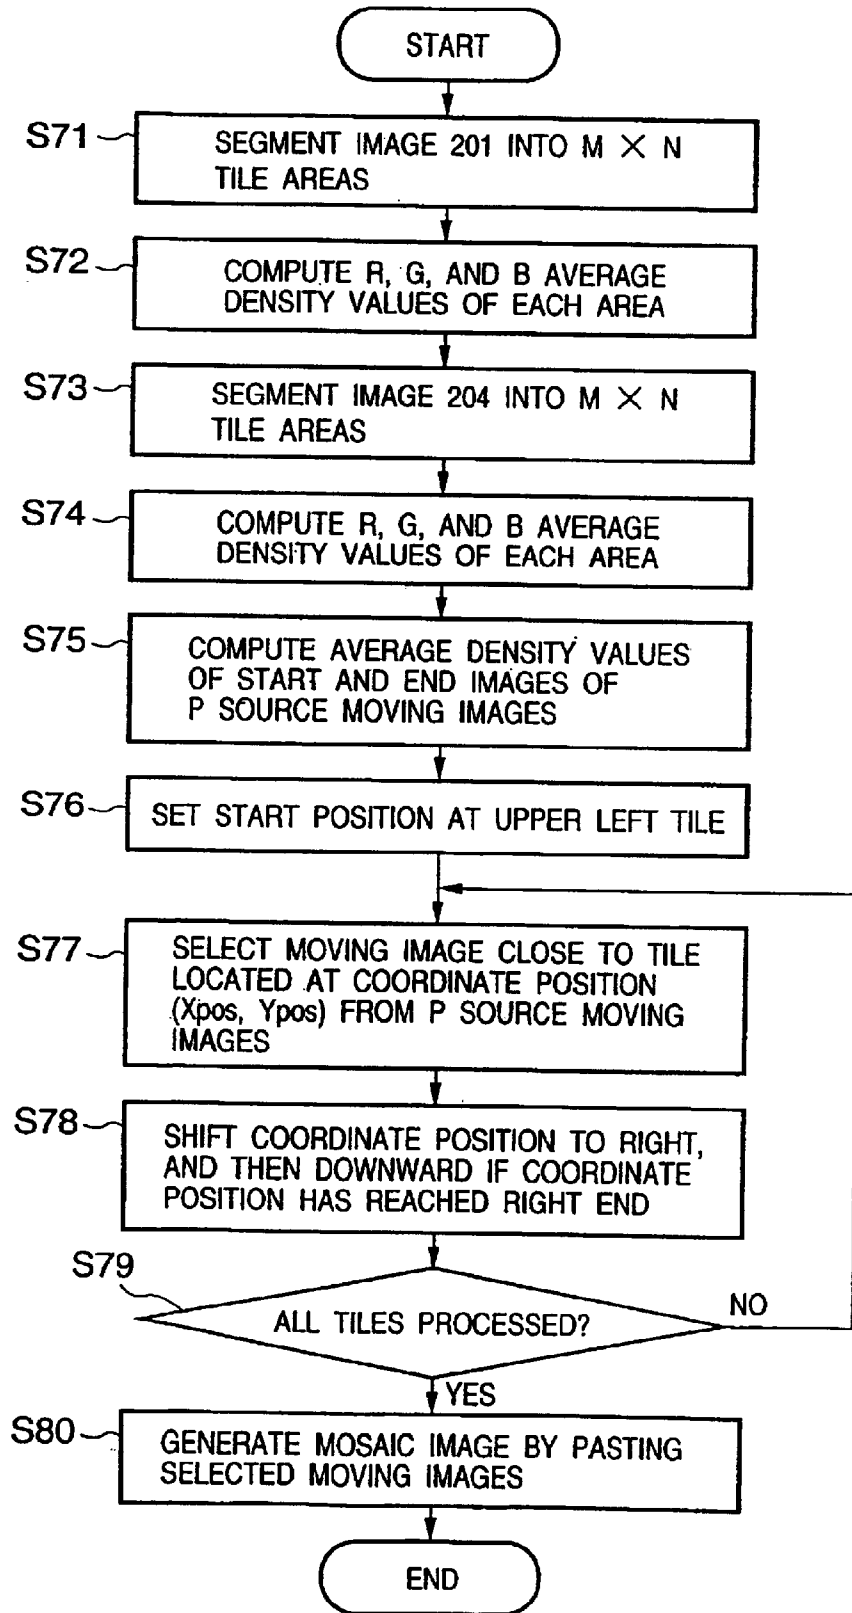 START
S71
SEGMENT IMAGE 201 INTO M × N
TILE AREAS
S72
COMPUTE R, G, AND B AVERAGE
DENSITY VALUES OF EACH AREA
S73
SEGMENT IMAGE 204 INTO M × N
TILE AREAS
S74
COMPUTE R, G, AND B AVERAGE
DENSITY VALUES OF EACH AREA
S75
COMPUTE AVERAGE DENSITY VALUES
OF START AND END IMAGES OF
P SOURCE MOVING IMAGES
S76
SET START POSITION AT UPPER LEFT TILE
S77
SELECT MOVING IMAGE CLOSE TO TILE
LOCATED AT COORDINATE POSITION
(Xpos, Ypos) FROM P SOURCE MOVING
IMAGES
S78
SHIFT COORDINATE POSITION TO RIGHT,
AND THEN DOWNWARD IF COORDINATE
POSITION HAS REACHED RIGHT END
S79
ALL TILES PROCESSED?
NO
YES
S80
GENERATE MOSAIC IMAGE BY PASTING
SELECTED MOVING IMAGES
END